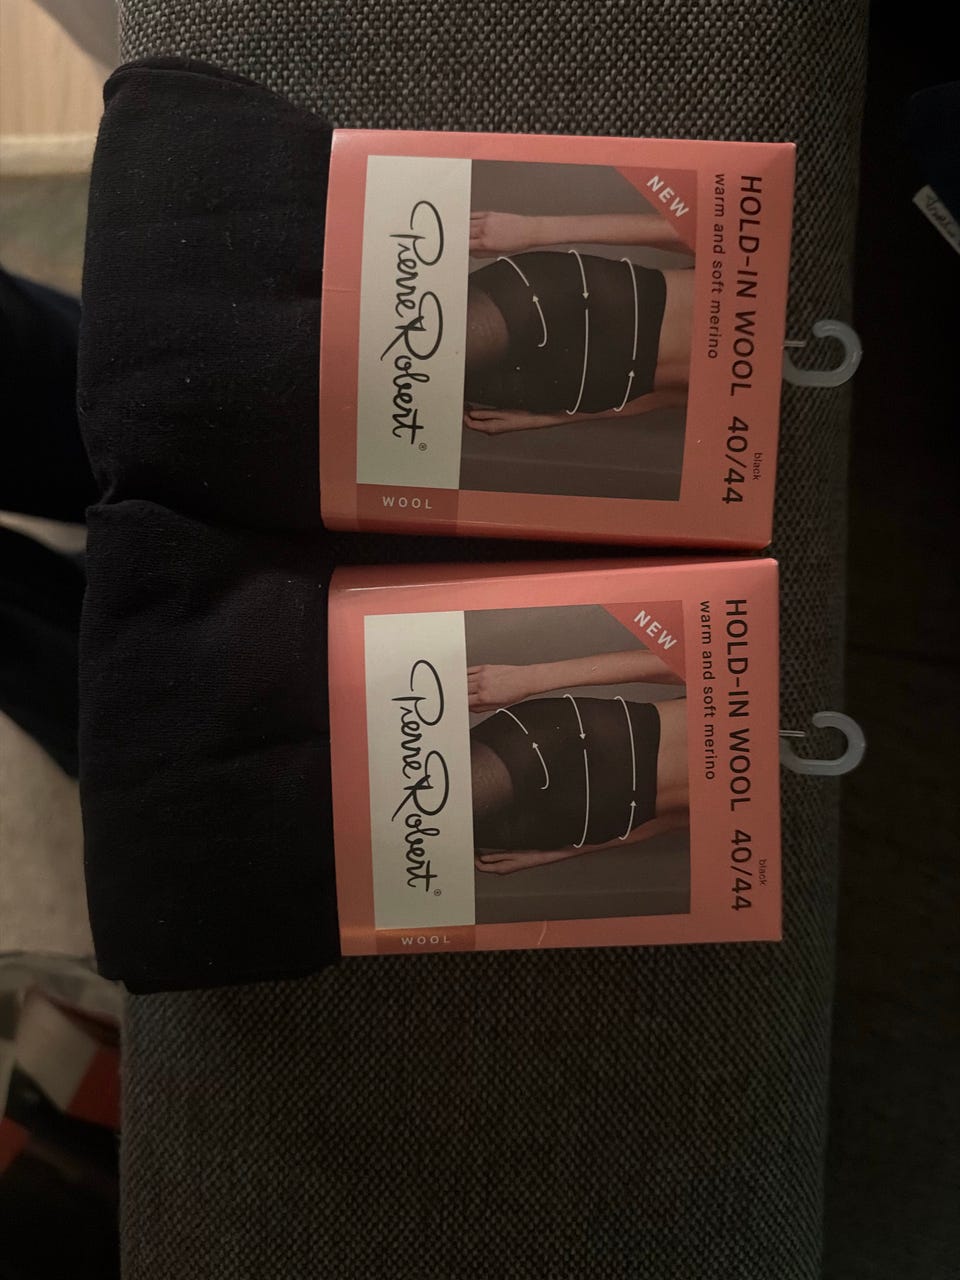 HOLD-IN WOOL 40/44
black
warm and soft merino
NEW
Pierre Robert®
WOOL
HOLD-IN WOOL 40/44
black
warm and soft merino
NEW
Pierre Robert®
WOOL